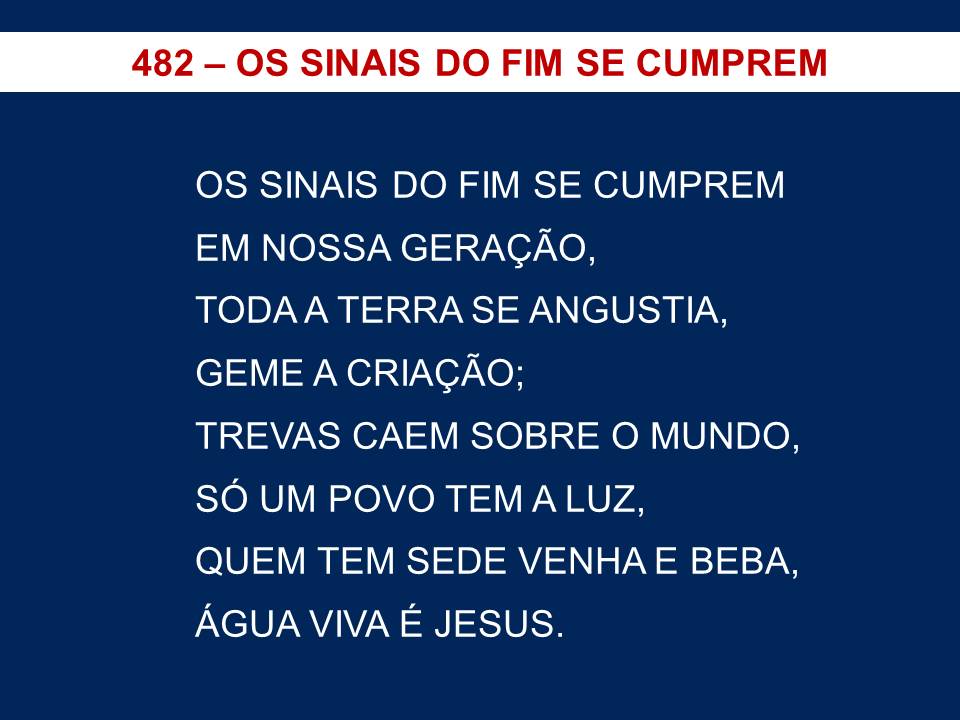 482 – OS SINAIS DO FIM SE CUMPREM
OS SINAIS DO FIM SE CUMPREM
EM NOSSA GERAÇÃO,
TODA A TERRA SE ANGUSTIA,
GEME A CRIAÇÃO;
TREVAS CAEM SOBRE O MUNDO,
SÓ UM POVO TEM A LUZ,
QUEM TEM SEDE VENHA E BEBA,
ÁGUA VIVA É JESUS.